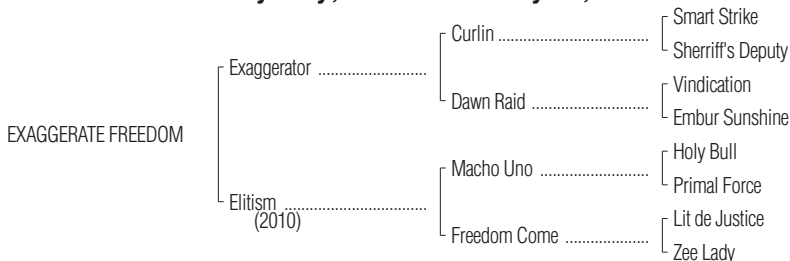 Smart Strike
Curlin
Sherriff's Deputy
Exaggerator
Vindication
Dawn Raid
Embur Sunshine
EXAGGERATE FREEDOM
Holy Bull
Macho Uno
Primal Force
Elitism
(2010)
Lit de Justice
Freedom Come
Zee Lady